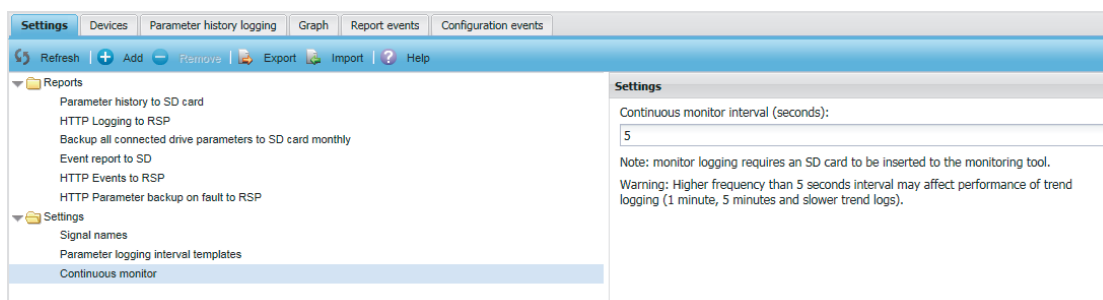 Settings Devices Parameter history logging Graph Report events Configuration events
Refresh Add Remove Export Import Help
Reports
Parameter history to SD card
HTTP Logging to RSP
Backup all connected drive parameters to SD card monthly
Event report to SD
HTTP Events to RSP
HTTP Parameter backup on fault to RSP
Settings
Signal names
Parameter logging interval templates
Continuous monitor
Settings
Continuous monitor interval (seconds):
5
Note: monitor logging requires an SD card to be inserted to the monitoring tool.
Warning: Higher frequency than 5 seconds interval may affect performance of trend
logging (1 minute, 5 minutes and slower trend logs).